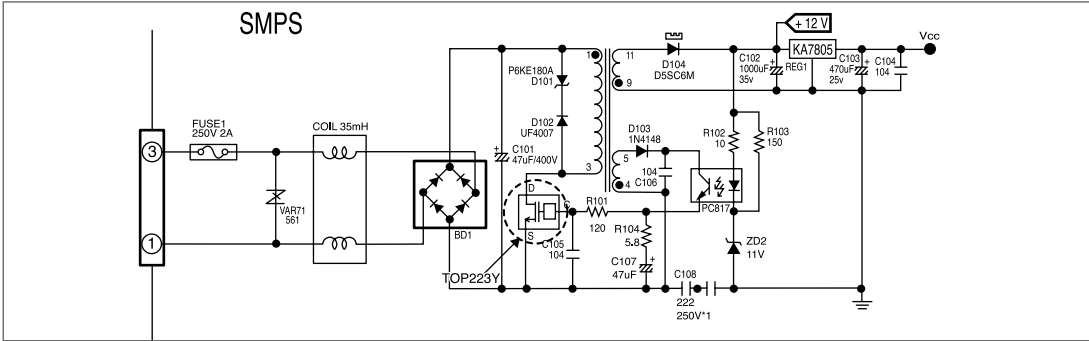 SMPS
+ 12 V
Vcc
KA7805
REG1
C102
1000uF
35v
C103
470uF
25v
C104
104
D104
D5SC6M
1
11
9
P6KE180A
D101
D102
UF4007
FUSE1
250V 2A
COIL 35mH
C101
47uF/400V
D103
1N4148
R102
10
R103
150
3
3
5
4
104
C106
PC817
VAR71
561
D
C
S
R101
120
R104
5.8
BD1
C105
104
1
TOP223Y
C107
47uF
ZD2
11V
C108
222
250V*1